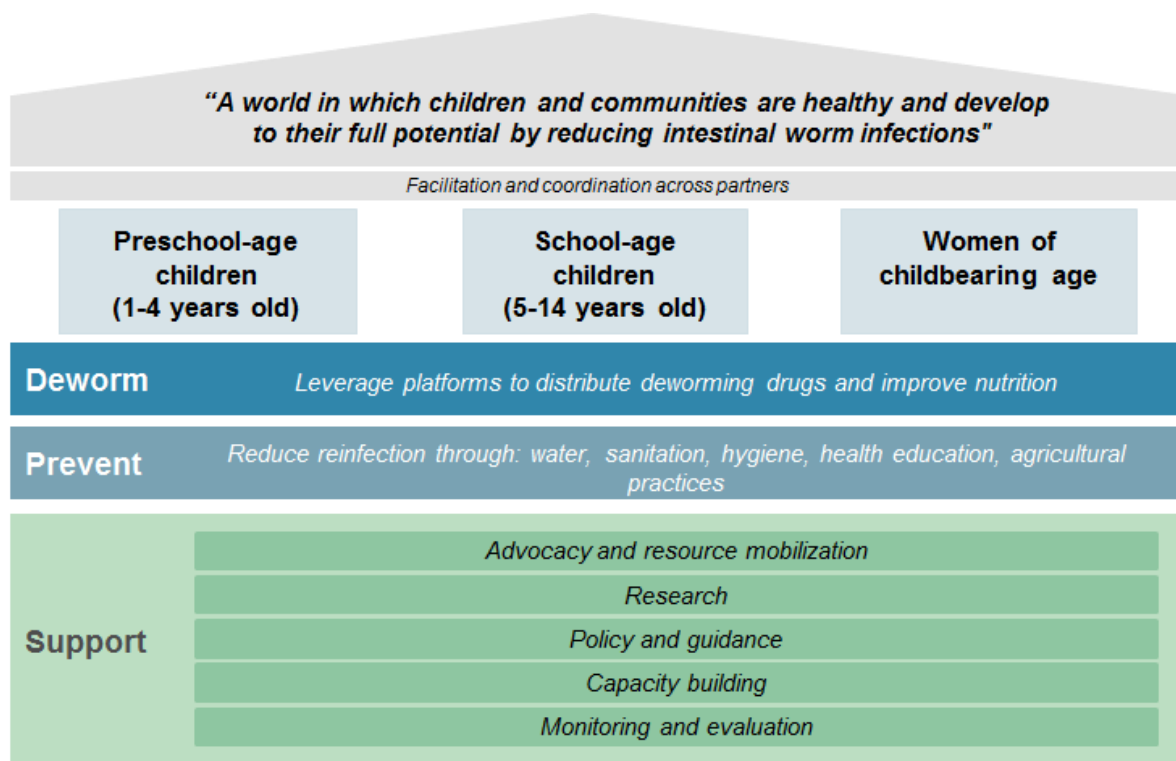 “A world in which children and communities are healthy and develop
to their full potential by reducing intestinal worm infections"
Facilitation and coordination across partners
Preschool-age
children
(1-4 years old)
School-age
children
(5-14 years old)
Women of
childbearing age
Deworm
Leverage platforms to distribute deworming drugs and improve nutrition
Prevent
Reduce reinfection through: water, sanitation, hygiene, health education, agricultural
practices
Support
Advocacy and resource mobilization
Research
Policy and guidance
Capacity building
Monitoring and evaluation